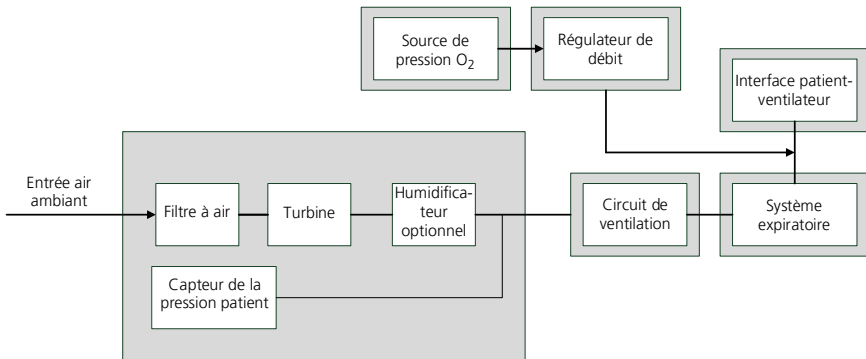 Source de
pression O₂
Régulateur de
débit
Interface patient-
ventilateur
Entrée air
ambiant
Filtre à air
Turbine
Humidifica-
teur
optionnel
Circuit de
ventilation
Système
expiratoire
Capteur de la
pression patient